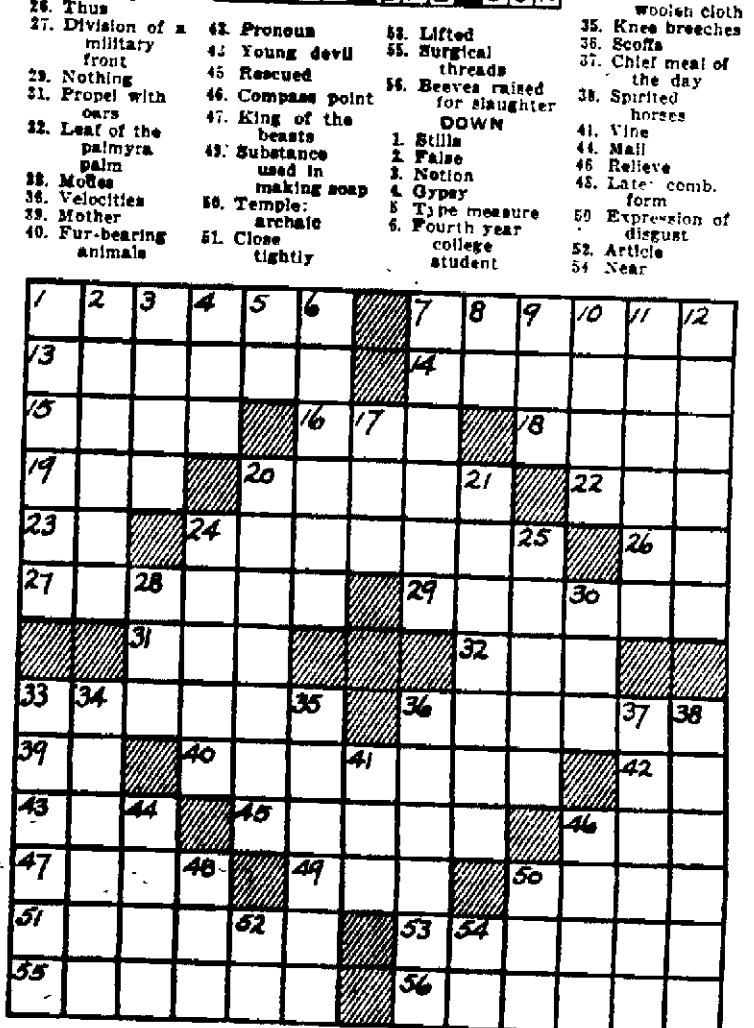 26. Thus
27. Division of a
military
front
29. Nothing
31. Propel with
oars
32. Leaf of the
palmyra
palm
33. Modes
36. Velocities
39. Mother
40. Fur-bearing
animals
42. Pronoun
43. Young devil
45. Rescued
46. Compass point
47. King of the
beasts
49. Substance
used in
making soap
50. Temple:
archaic
51. Close
tightly
53. Lifted
55. Surgical
threads
56. Beeves raised
for slaughter
DOWN
1. Stills
2. False
3. Notion
4. Gypsy
5. Type measure
6. Fourth year
college
student
woolen cloth
35. Knee breeches
36. Scoffs
37. Chief meal of
the day
38. Spirited
horses
41. Vine
44. Mail
46. Relieve
48. Late: comb.
form
50. Expression of
disgust
52. Article
54. Near
1 2 3 4 5 6 7 8 9 10 11 12
13 14
15 16 17 18
19 20 21 22
23 24 25 26
27 28 29 30
31 32
33 34 35 36 37 38
39 40 41 42
43 44 45 46
47 48 49 50
51 52 53 54
55 56